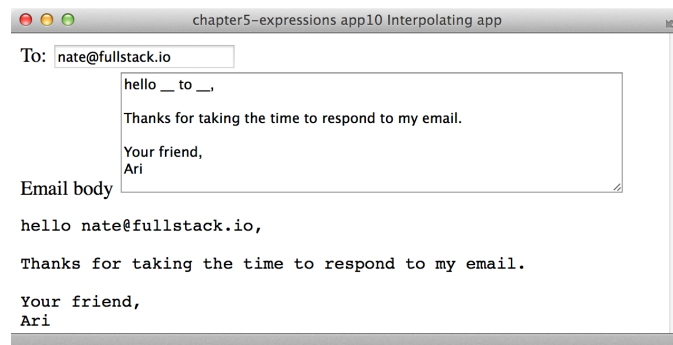 chapter5-expressions app10 Interpolating app
To: nate@fullstack.io
hello __ to __,
Thanks for taking the time to respond to my email.
Your friend,
Ari
Email body
hello nate@fullstack.io,
Thanks for taking the time to respond to my email.
Your friend,
Ari